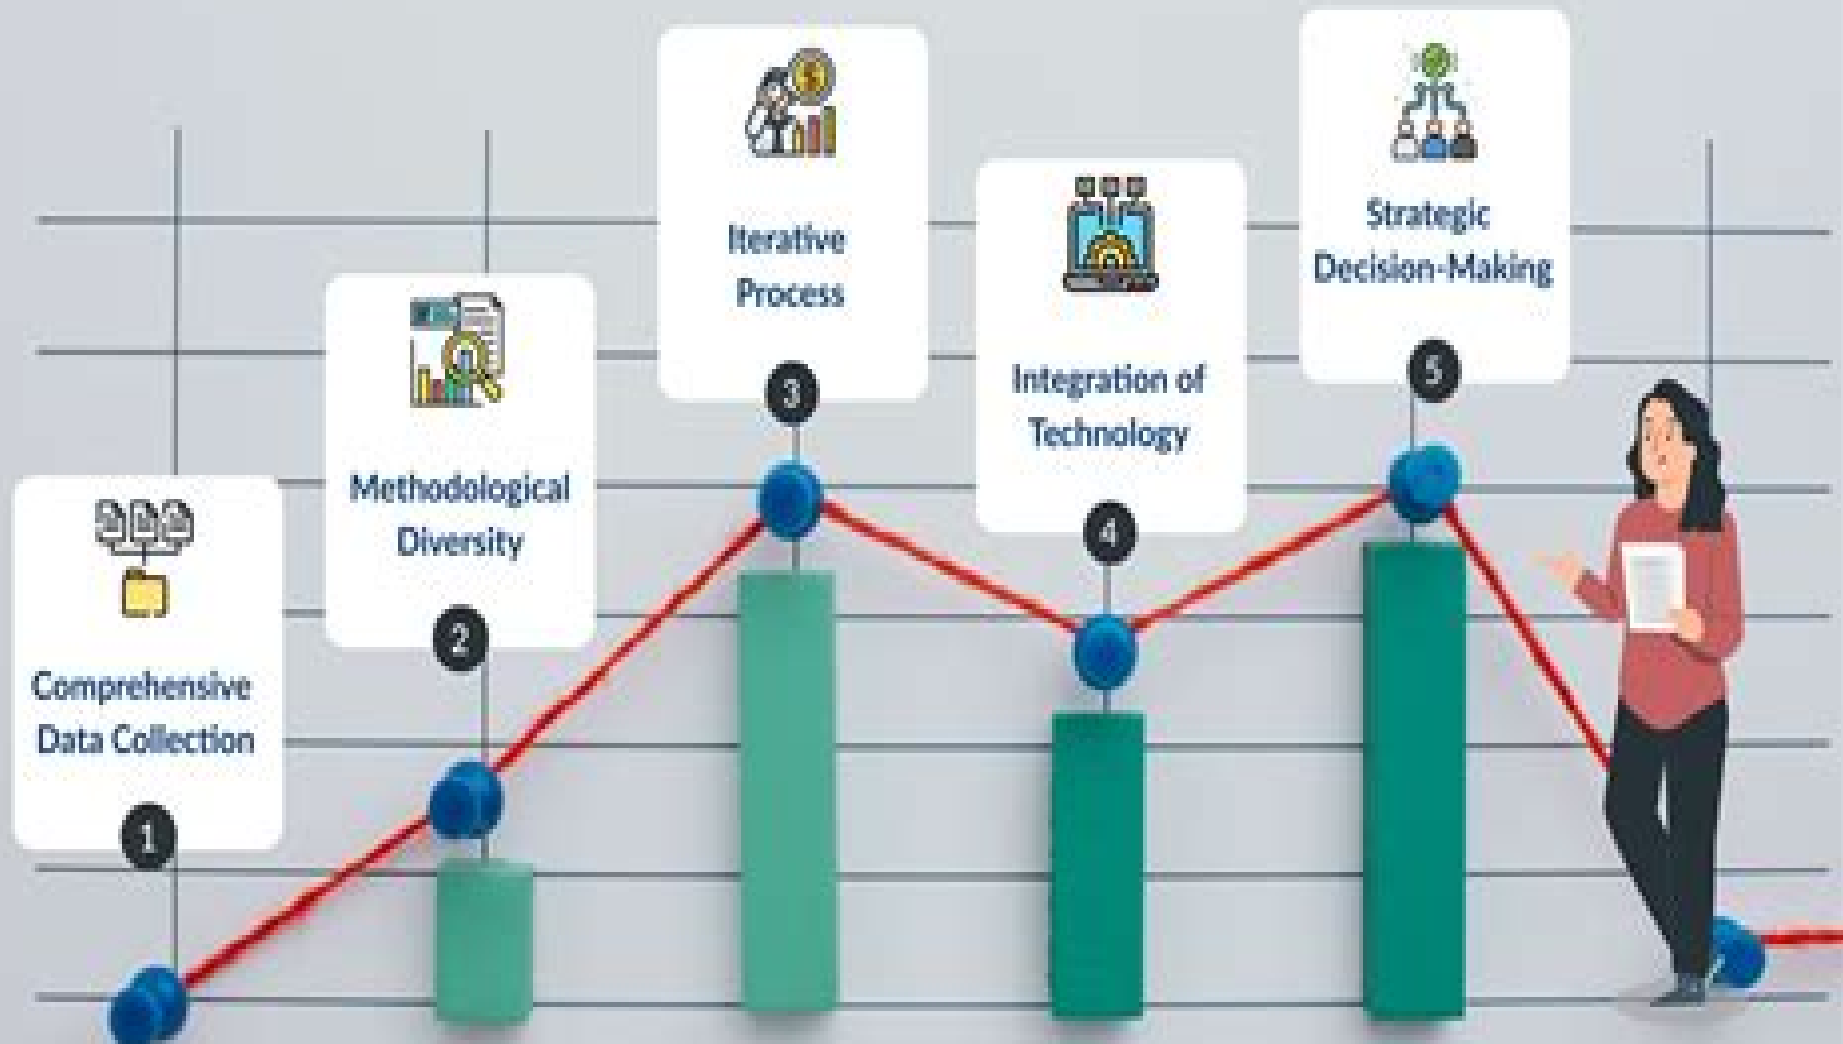 Comprehensive
Data Collection
1
Methodological
Diversity
2
Iterative
Process
3
Integration of
Technology
4
Strategic
Decision-Making
5